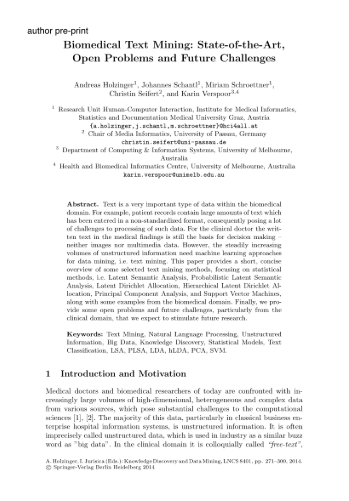 author pre-print
Biomedical Text Mining: State-of-the-Art,
Open Problems and Future Challenges
Andreas Holzinger1, Johannes Schantl1, Miriam Schroettner1,
Christin Seifert2, and Karin Verspoor3,4
1 Research Unit Human-Computer Interaction, Institute for Medical Informatics,
Statistics and Documentation Medical University Graz, Austria
{a.holzinger,j.schantl,m.schroettner}@hci4all.at
2 Chair of Media Informatics, University of Passau, Germany
christin.seifert@uni-passau.de
3 Department of Computing & Information Systems, University of Melbourne,
Australia
4 Health and Biomedical Informatics Centre, University of Melbourne, Australia
karin.verspoor@unimelb.edu.au
Abstract. Text is a very important type of data within the biomedical
domain. For example, patient records contain large amounts of text which
has been entered in a non-standardized format, consequently posing a lot
of challenges to processing of such data. For the clinical doctor the writ-
ten text in the medical findings is still the basis for decision making –
neither images nor multimedia data. However, the steadily increasing
volumes of unstructured information need machine learning approaches
for data mining, i.e. text mining. This paper provides a short, concise
overview of some selected text mining methods, focusing on statistical
methods, i.e. Latent Semantic Analysis, Probabilistic Latent Semantic
Analysis, Latent Dirichlet Allocation, Hierarchical Latent Dirichlet Al-
location, Principal Component Analysis, and Support Vector Machines,
along with some examples from the biomedical domain. Finally, we pro-
vide some open problems and future challenges, particularly from the
clinical domain, that we expect to stimulate future research.
Keywords: Text Mining, Natural Language Processing, Unstructured
Information, Big Data, Knowledge Discovery, Statistical Models, Text
Classification, LSA, PLSA, LDA, hLDA, PCA, SVM.
1 Introduction and Motivation
Medical doctors and biomedical researchers of today are confronted with in-
creasingly large volumes of high-dimensional, heterogeneous and complex data
from various sources, which pose substantial challenges to the computational
sciences [1], [2]. The majority of this data, particularly in classical business en-
terprise hospital information systems, is unstructured information. It is often
imprecisely called unstructured data, which is used in industry as a similar buzz
word as ”big data”. In the clinical domain it is colloquially called “free-text”,
A. Holzinger, I. Jurisica (Eds.): Knowledge Discovery and Data Mining, LNCS 8401, pp. 271–300, 2014.
© Springer-Verlag Berlin Heidelberg 2014